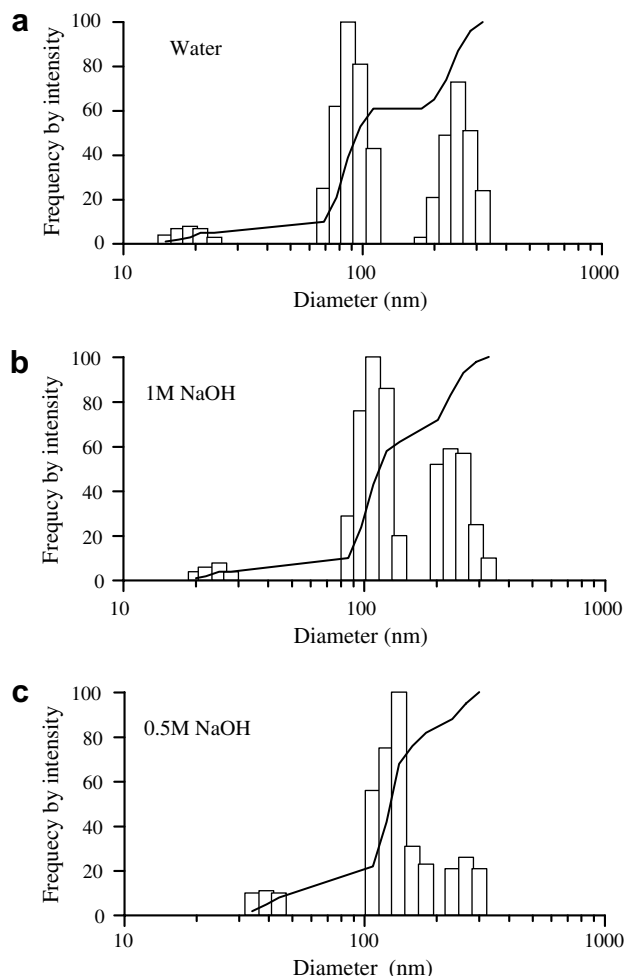 a
100
80
60
40
20
0
Frequency by intensity
Water
10 100 1000
Diameter (nm)
b
100
80
60
40
20
0
Frequcy by intensity
1M NaOH
10 100 1000
Diameter (nm)
c
100
80
60
40
20
0
Frequecy by intensity
0.5M NaOH
10 100 1000
Diameter (nm)